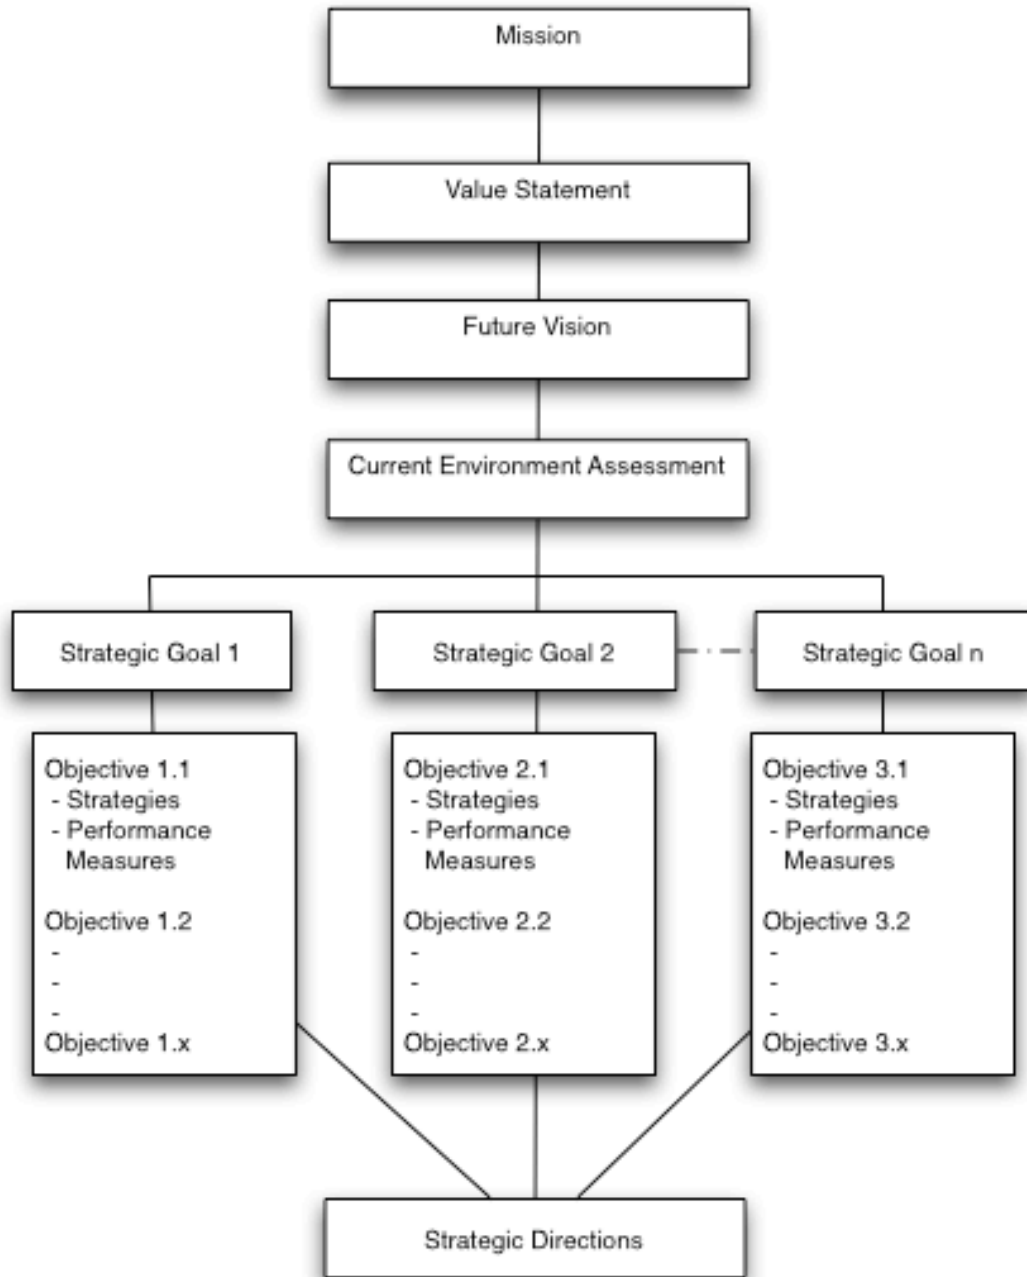 Mission
Value Statement
Future Vision
Current Environment Assessment
Strategic Goal 1
Strategic Goal 2
Strategic Goal n
Objective 1.1
- Strategies
- Performance
Measures
Objective 1.2
-
-
-
Objective 1.x
Objective 2.1
- Strategies
- Performance
Measures
Objective 2.2
-
-
-
Objective 2.x
Objective 3.1
- Strategies
- Performance
Measures
Objective 3.2
-
-
-
Objective 3.x
Strategic Directions